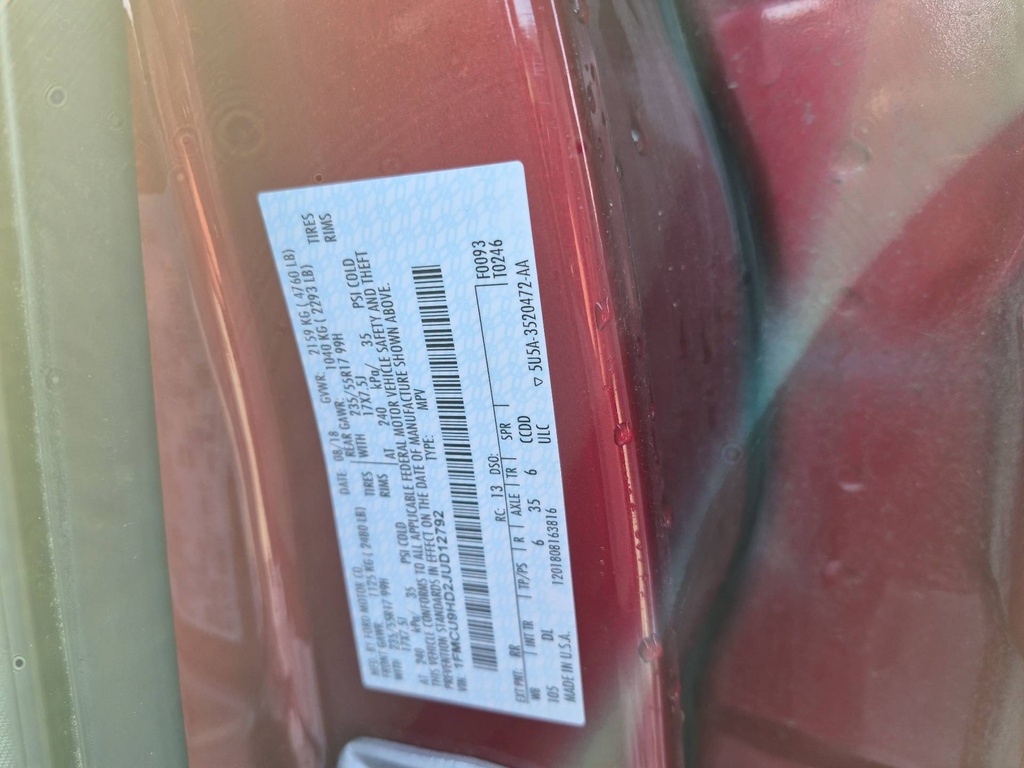 MFD. BY FORD MOTOR CO. DATE: 08/18 GVWR: 2159 KG ( 4760 LB)
FRONT GAWR: 1125 KG ( 2480 LB) TIRES REAR GAWR: 1040 KG ( 2293 LB) TIRES
WITH 235/55R17 99H RIMS WITH 235/55R17 99H RIMS
17X7.5J 17X7.5J
AT 240 kPa/ 35 PSI COLD AT 240 kPa/ 35 PSI COLD
THIS VEHICLE CONFORMS TO ALL APPLICABLE FEDERAL MOTOR VEHICLE SAFETY AND THEFT
PREVENTION STANDARDS IN EFFECT ON THE DATE OF MANUFACTURE SHOWN ABOVE.
VIN: 1FMCU9HD2JUD12792 TYPE: MPV
F0093
T0246
EXT PNT: RR RC: 13 DSO:
WB INT TR TP/PS R AXLE TR SPR
105 DL 6 35 6 CCDD
MADE IN U.S.A. 1201808163816 ULC ▽ 5U5A-3520472-AA